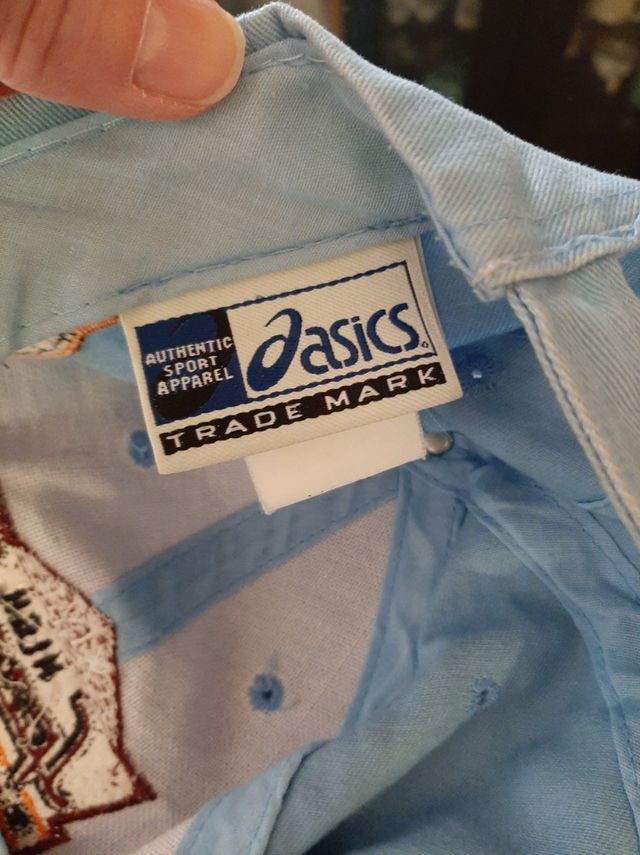 AUTHENTIC
SPORT
APPAREL
asics
TRADE MARK